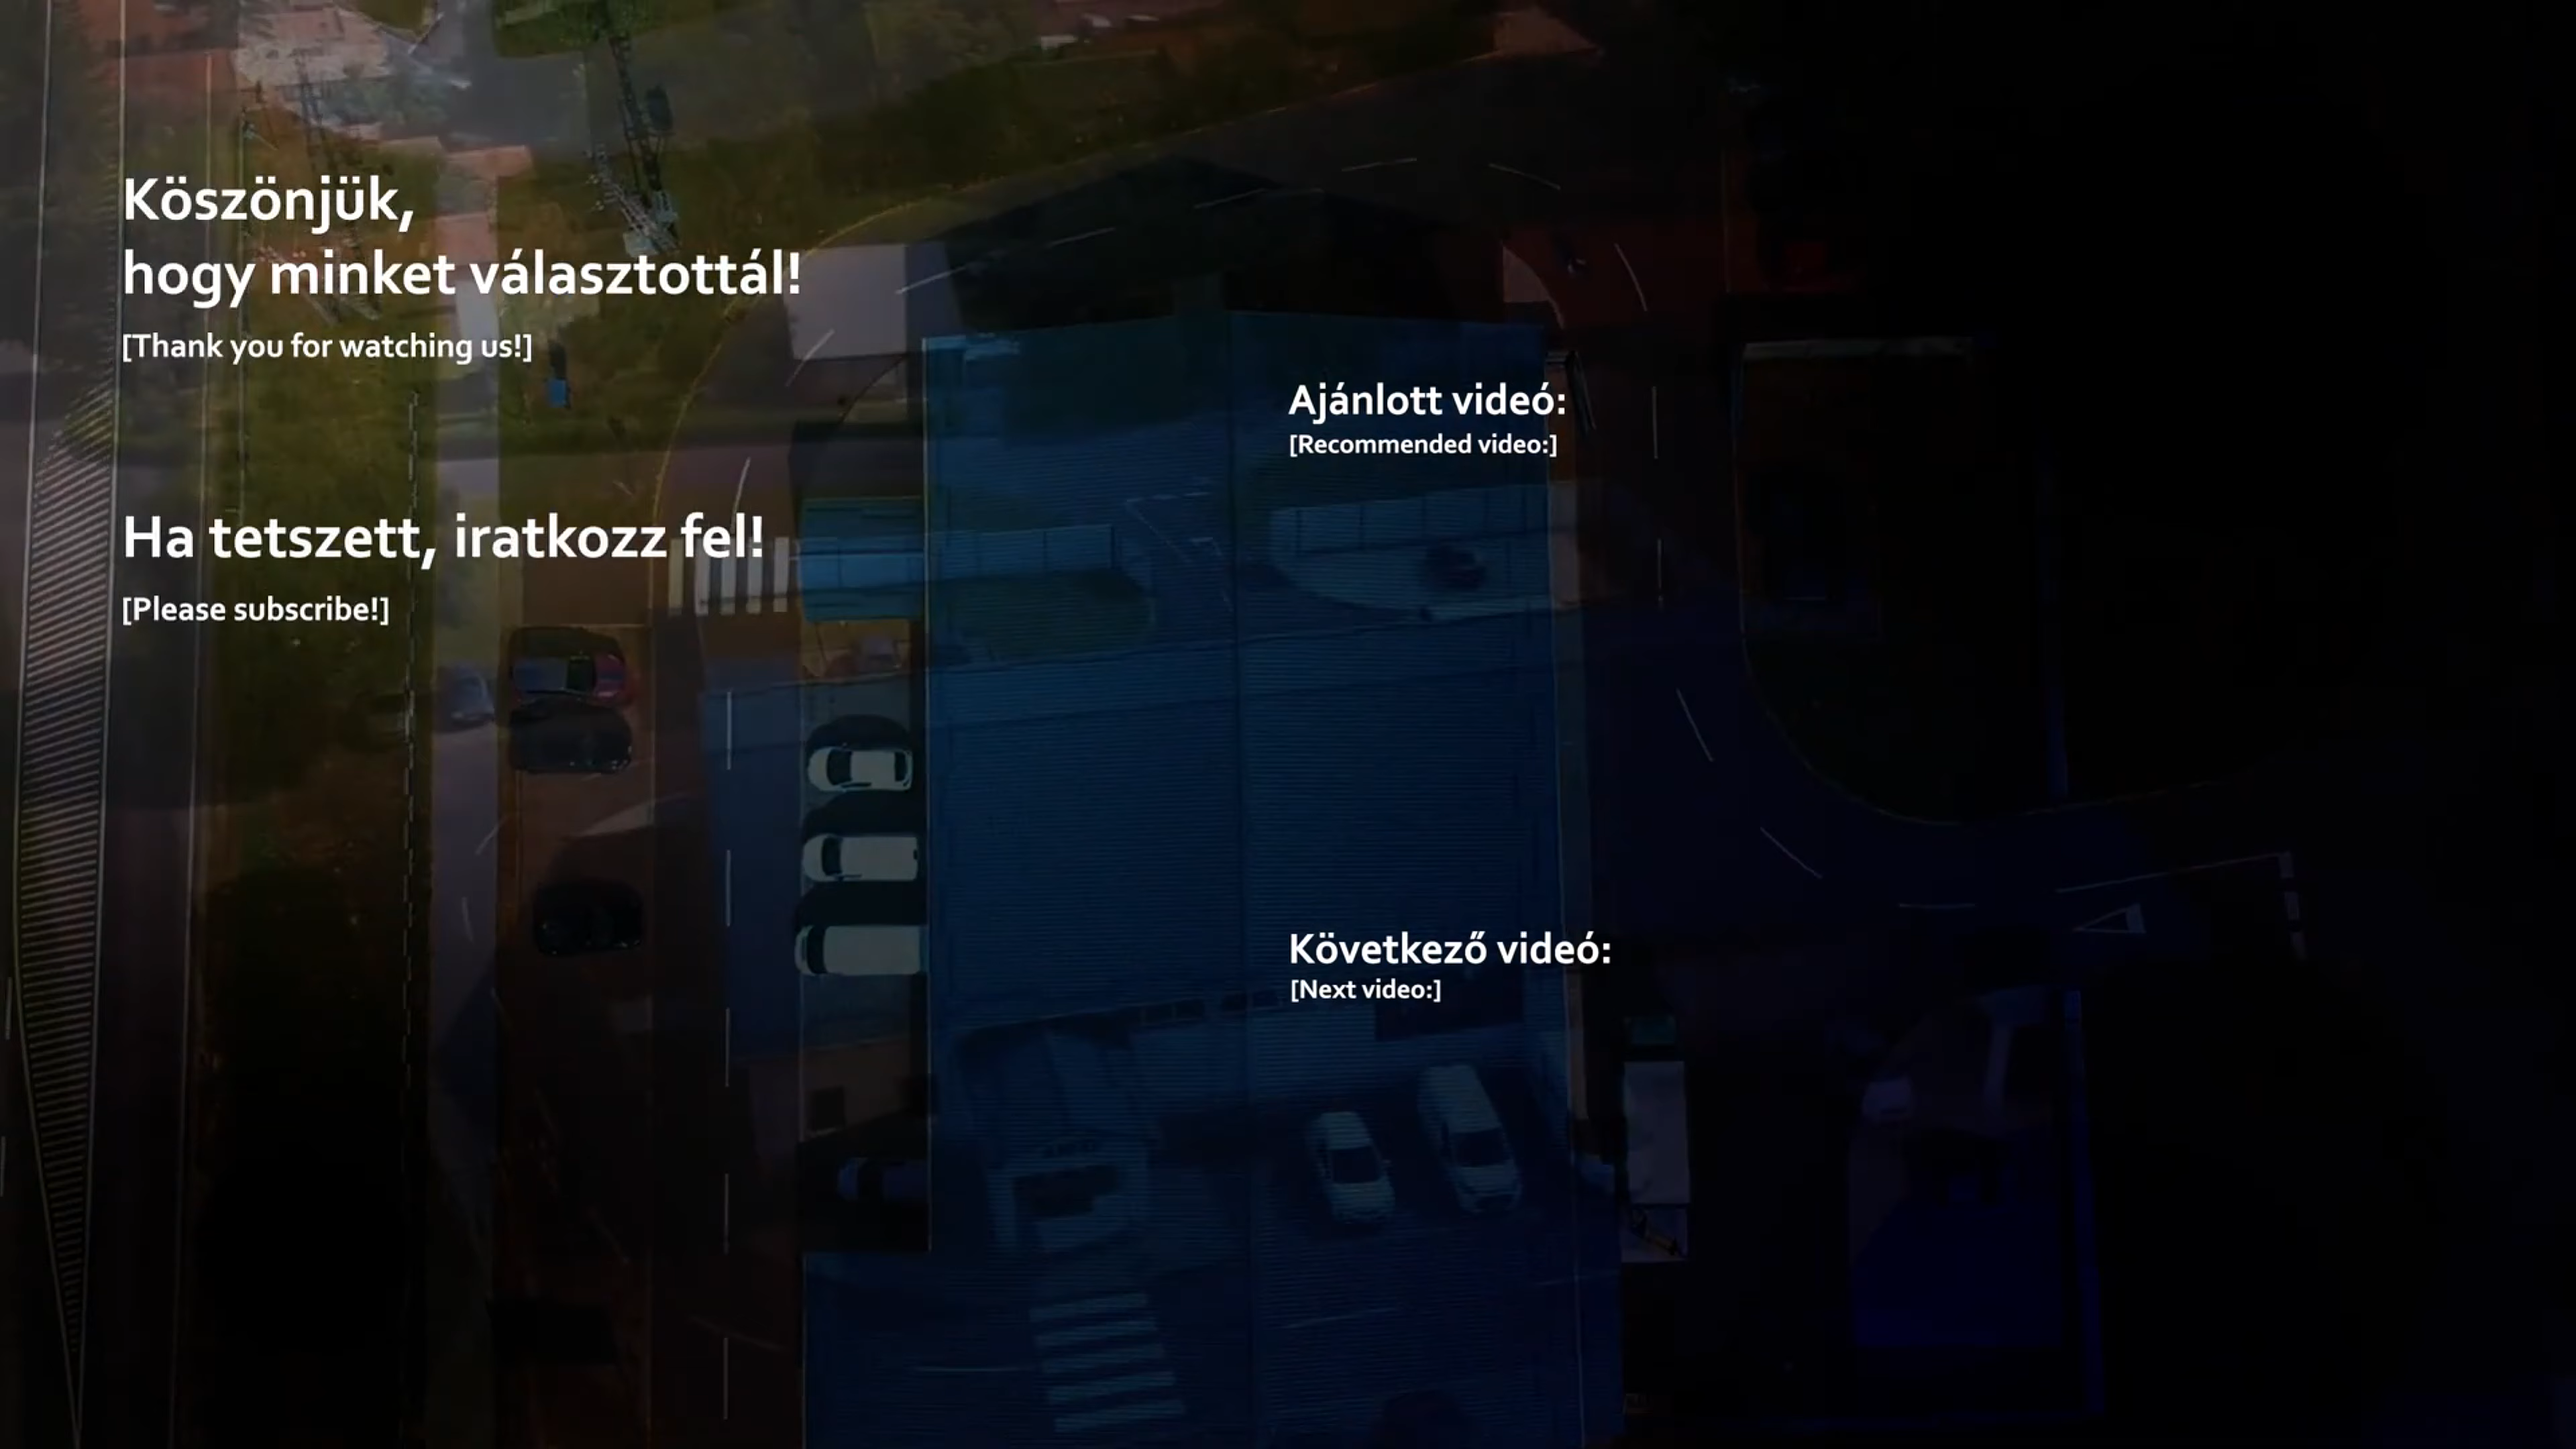 Köszönjük,
hogy minket választottál!
[Thank you for watching us!]
Ha tetszett, iratkozz fel!
[Please subscribe!]
Ajánlott videó:
[Recommended video:]
Következő videó:
[Next video:]